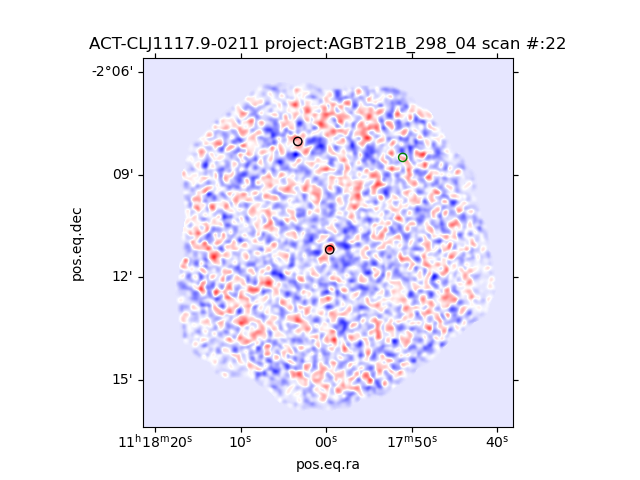 ACT-CLJ1117.9-0211 project:AGBT21B_298_04 scan #:22
-2°06'
09'
12'
15'
pos.eq.dec
11ʰ18ᵐ20ˢ 10ˢ 00ˢ 17ᵐ50ˢ 40ˢ
pos.eq.ra